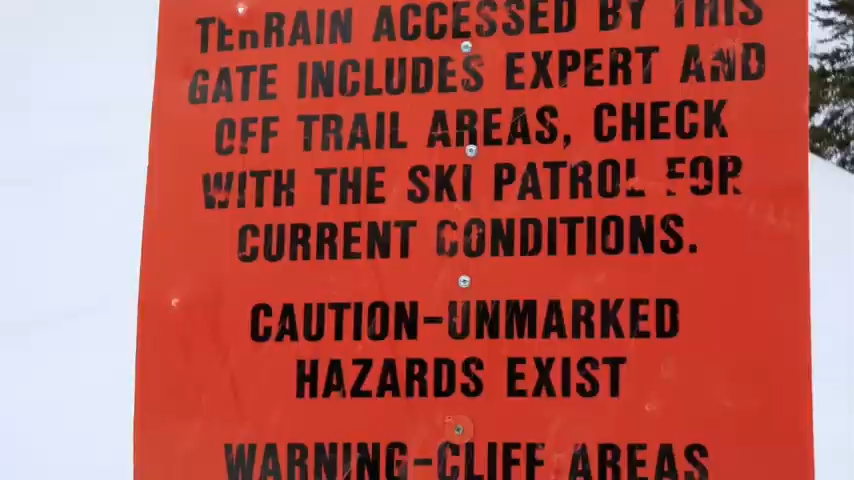 TERRAIN ACCESSED BY THIS
GATE INCLUDES EXPERT AND
OFF TRAIL AREAS, CHECK
WITH THE SKI PATROL FOR
CURRENT CONDITIONS.
CAUTION-UNMARKED
HAZARDS EXIST
WARNING-CLIFF AREAS